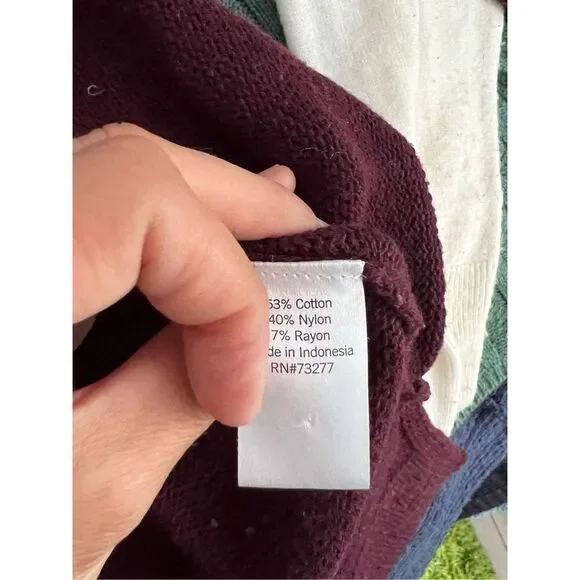 53% Cotton
40% Nylon
7% Rayon
de in Indonesia
RN#73277